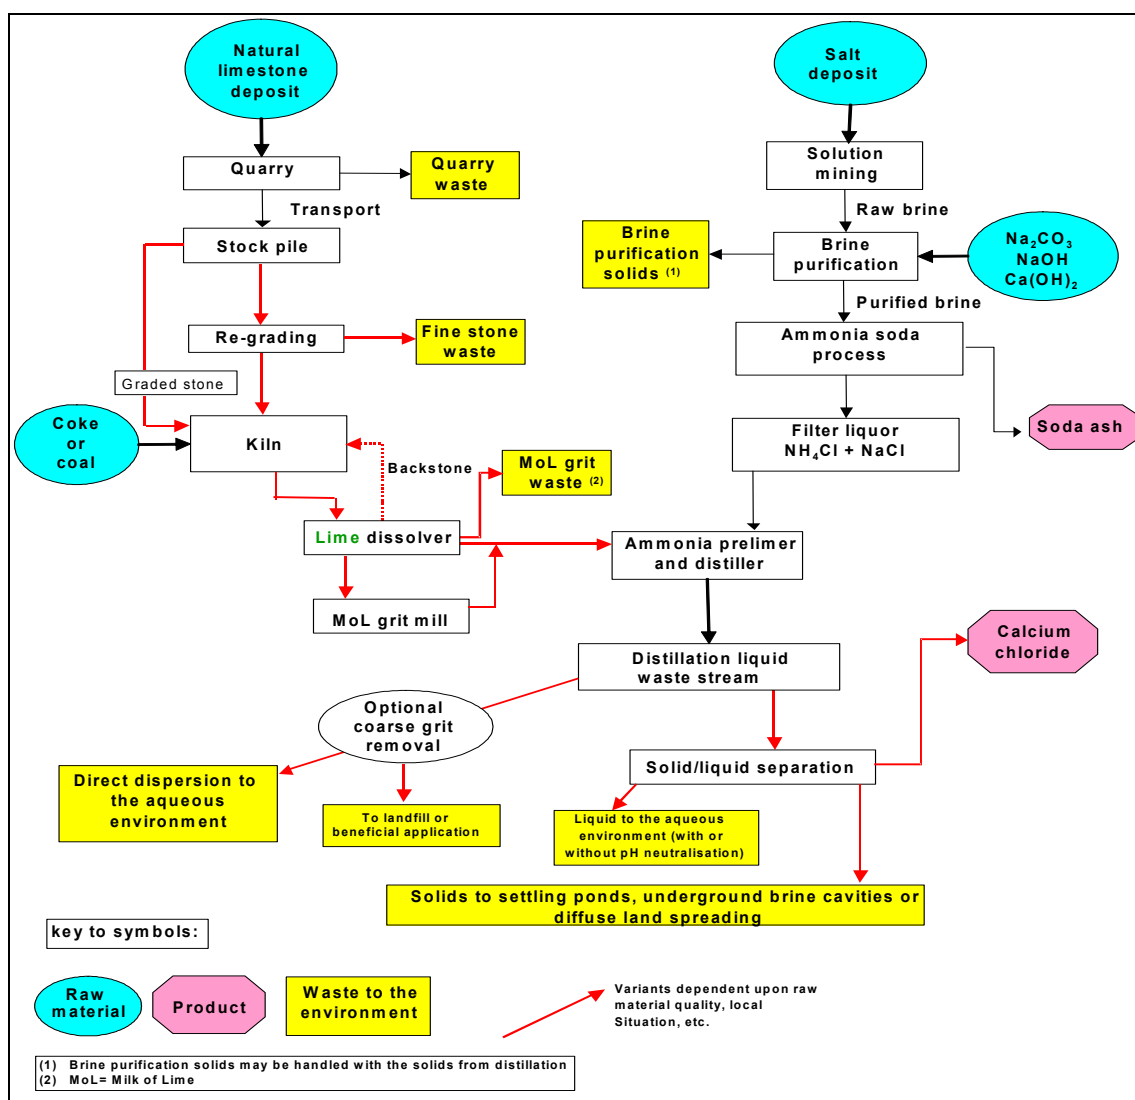 Natural
limestone
deposit
Salt
deposit
Quarry
Quarry
waste
Solution
mining
Transport
Raw brine
Stock pile
Brine
purification
solids (1)
Brine
purification
Na₂CO₃
NaOH
Ca(OH)₂
Purified brine
Re-grading
Fine stone
waste
Ammonia soda
process
Graded stone
Coke
or
coal
Kiln
Backstone
MoL grit
waste (2)
Filter liquor
NH₄Cl + NaCl
Soda ash
Lime dissolver
Ammonia prelimer
and distiller
MoL grit mill
Calcium
chloride
Distillation liquid
waste stream
Optional
coarse grit
removal
Solid/liquid separation
Direct dispersion to
the aqueous
environment
To landfill or
beneficial application
Liquid to the aqueous
environment (with or
without pH neutralisation)
Solids to settling ponds, underground brine cavities or
diffuse land spreading
key to symbols:
Raw
material
Product
Waste to the
environment
Variants dependent upon raw
material quality, local
Situation, etc.
(1) Brine purification solids may be handled with the solids from distillation
(2) MoL= Milk of Lime